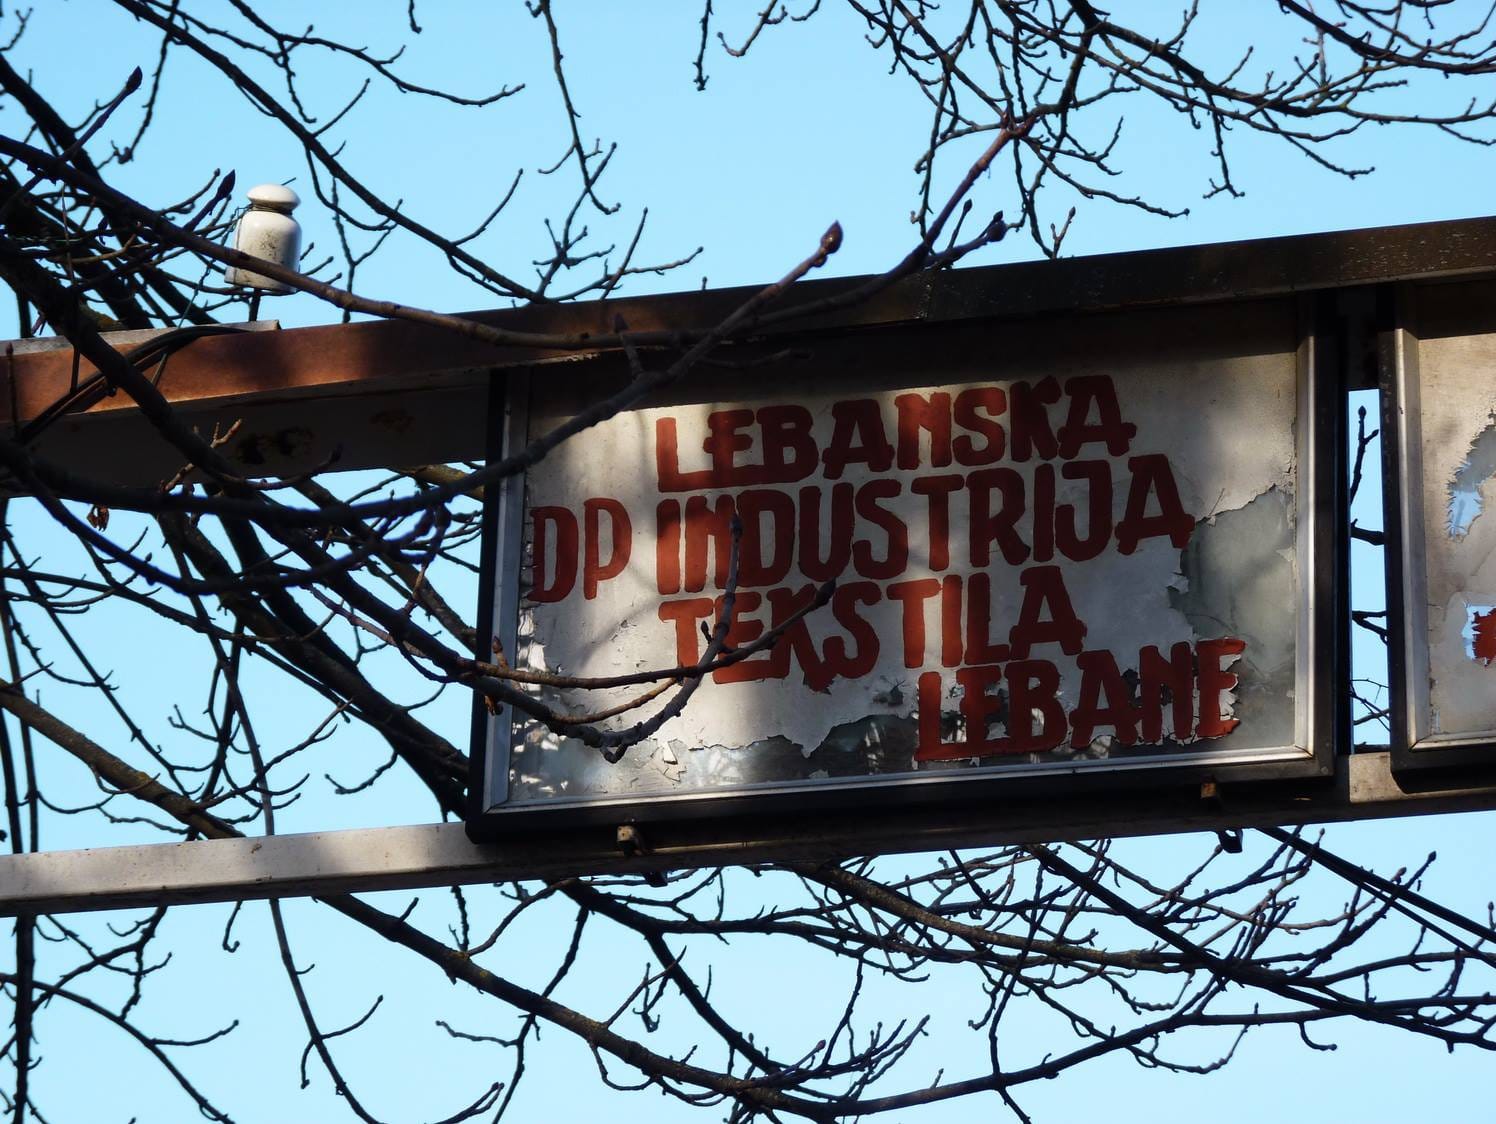 LEBANSKA
DP INDUSTRIJA
TEKSTILA
LEBANE